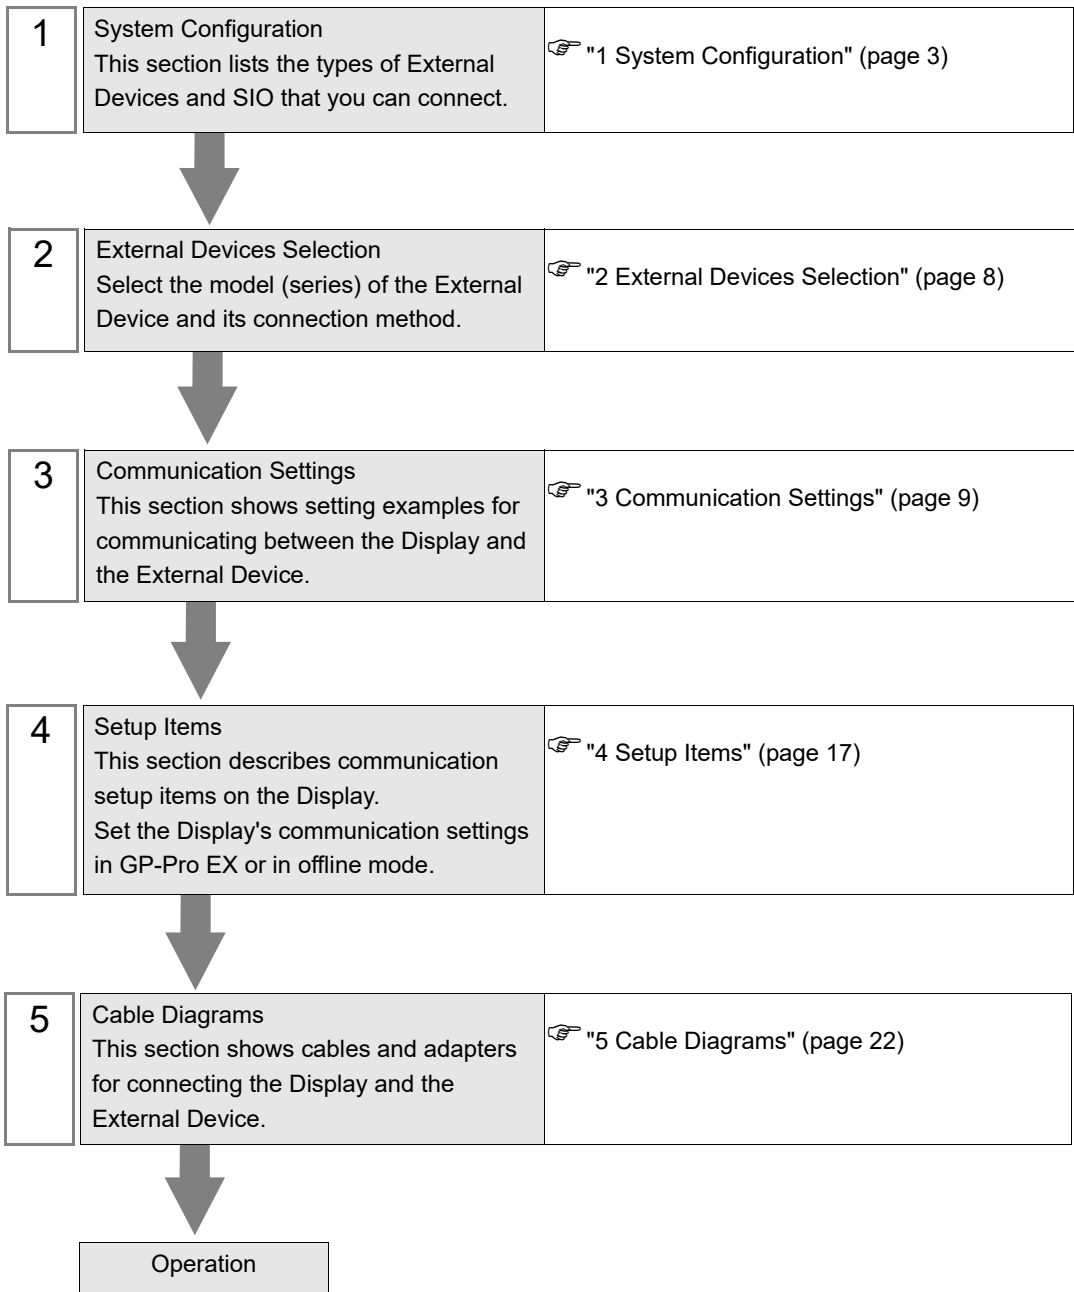 1
System Configuration
This section lists the types of External
Devices and SIO that you can connect.
"1 System Configuration" (page 3)
2
External Devices Selection
Select the model (series) of the External
Device and its connection method.
"2 External Devices Selection" (page 8)
3
Communication Settings
This section shows setting examples for
communicating between the Display and
the External Device.
"3 Communication Settings" (page 9)
4
Setup Items
This section describes communication
setup items on the Display.
Set the Display's communication settings
in GP-Pro EX or in offline mode.
"4 Setup Items" (page 17)
5
Cable Diagrams
This section shows cables and adapters
for connecting the Display and the
External Device.
"5 Cable Diagrams" (page 22)
Operation